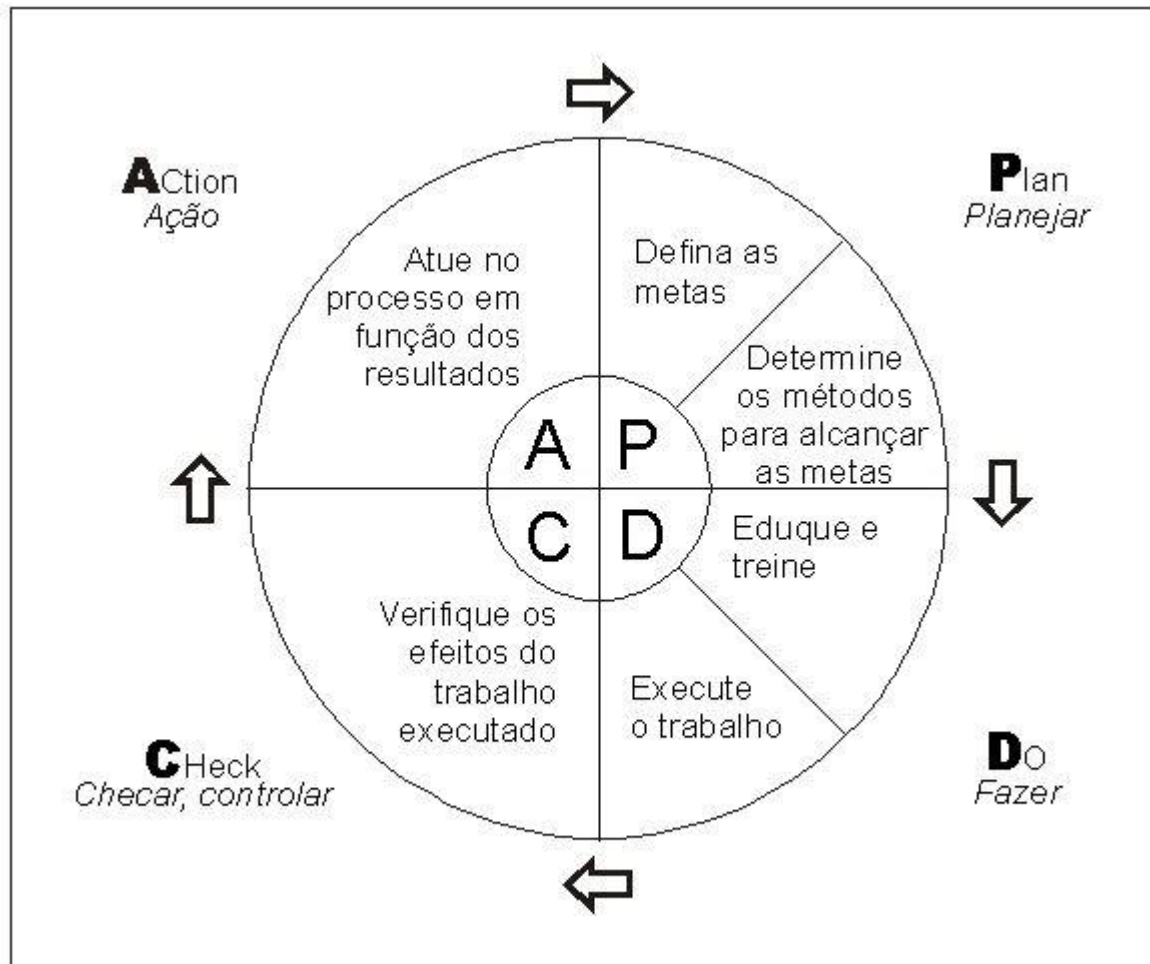 ACtion
Ação
Plan
Planejar
Atue no
processo em
função dos
resultados
Defina as
metas
Determine
os métodos
para alcançar
as metas
A
P
C
D
Eduque e
treine
Verifique os
efeitos do
trabalho
executado
Execute
o trabalho
CHeck
Checar, controlar
Do
Fazer